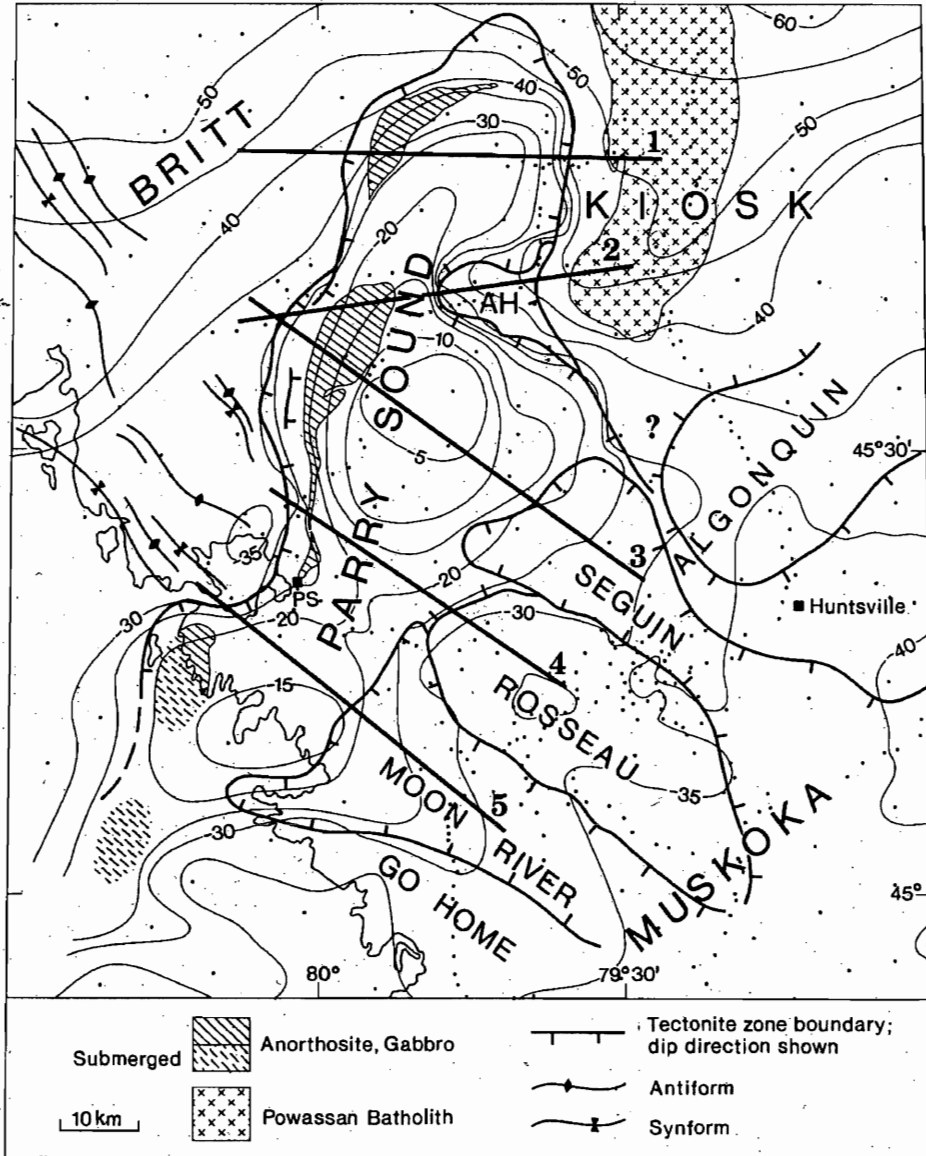 60
50
40
50
1
50
30
BRITT
KIOSK
40
20
2
AH
40
10
PARRY SOUND
5
?
ALGONQUIN
45°30'
35
3
SEGUIN
PS
20
Huntsville
30
20
30
4
40
ROSSEAU
15
MOON RIVER
5
35
MUSKOKA
30
GO HOME
45°
80°
79°30'
Submerged
Anorthosite, Gabbro
Tectonite zone boundary;
dip direction shown
Antiform
10 km
Powassan Batholith
Synform